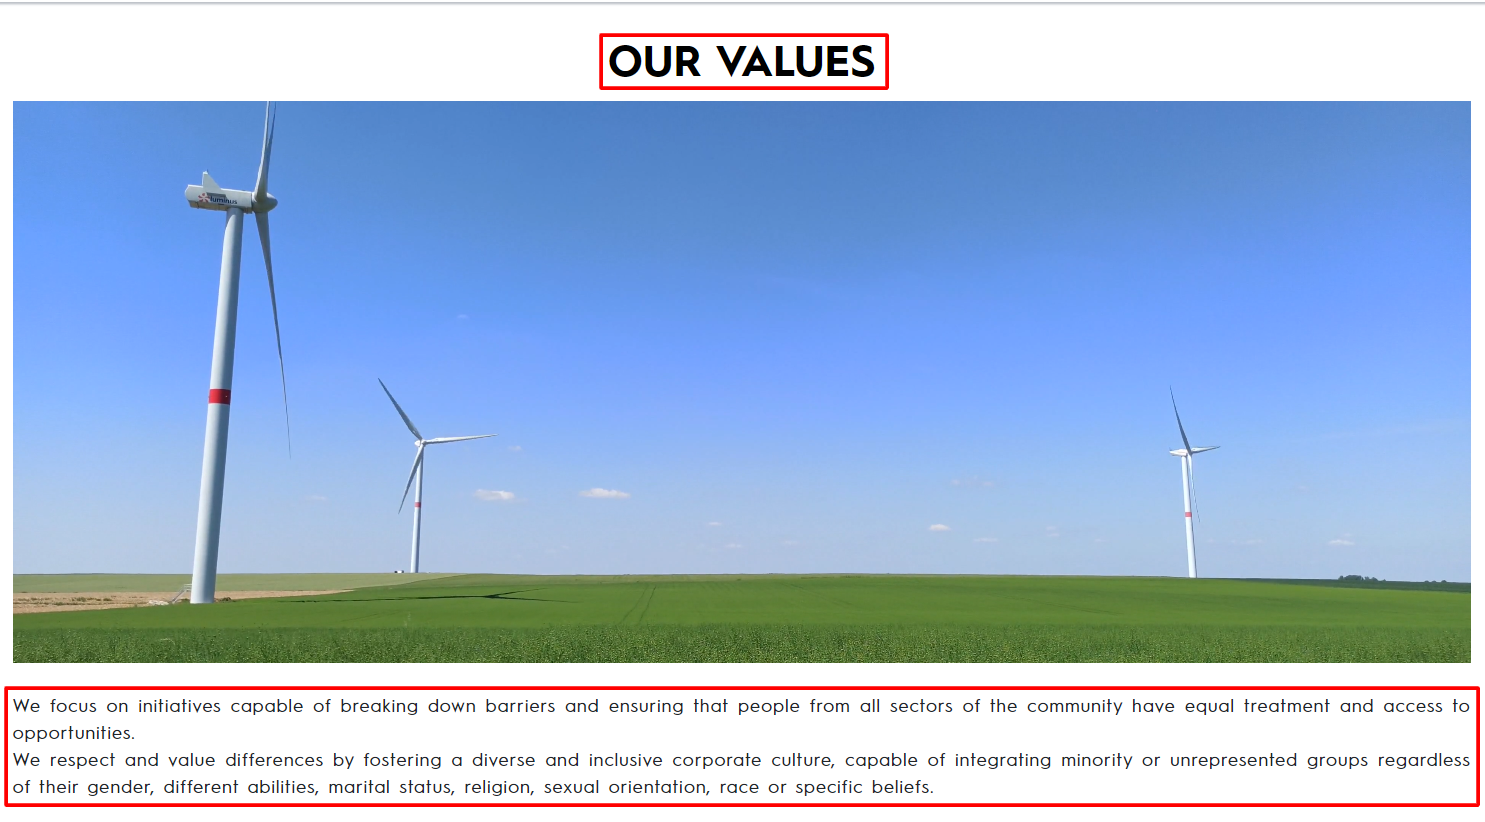 OUR VALUES
luminus
We focus on initiatives capable of breaking down barriers and ensuring that people from all sectors of the community have equal treatment and access to
opportunities.
We respect and value differences by fostering a diverse and inclusive corporate culture, capable of integrating minority or unrepresented groups regardless
of their gender, different abilities, marital status, religion, sexual orientation, race or specific beliefs.